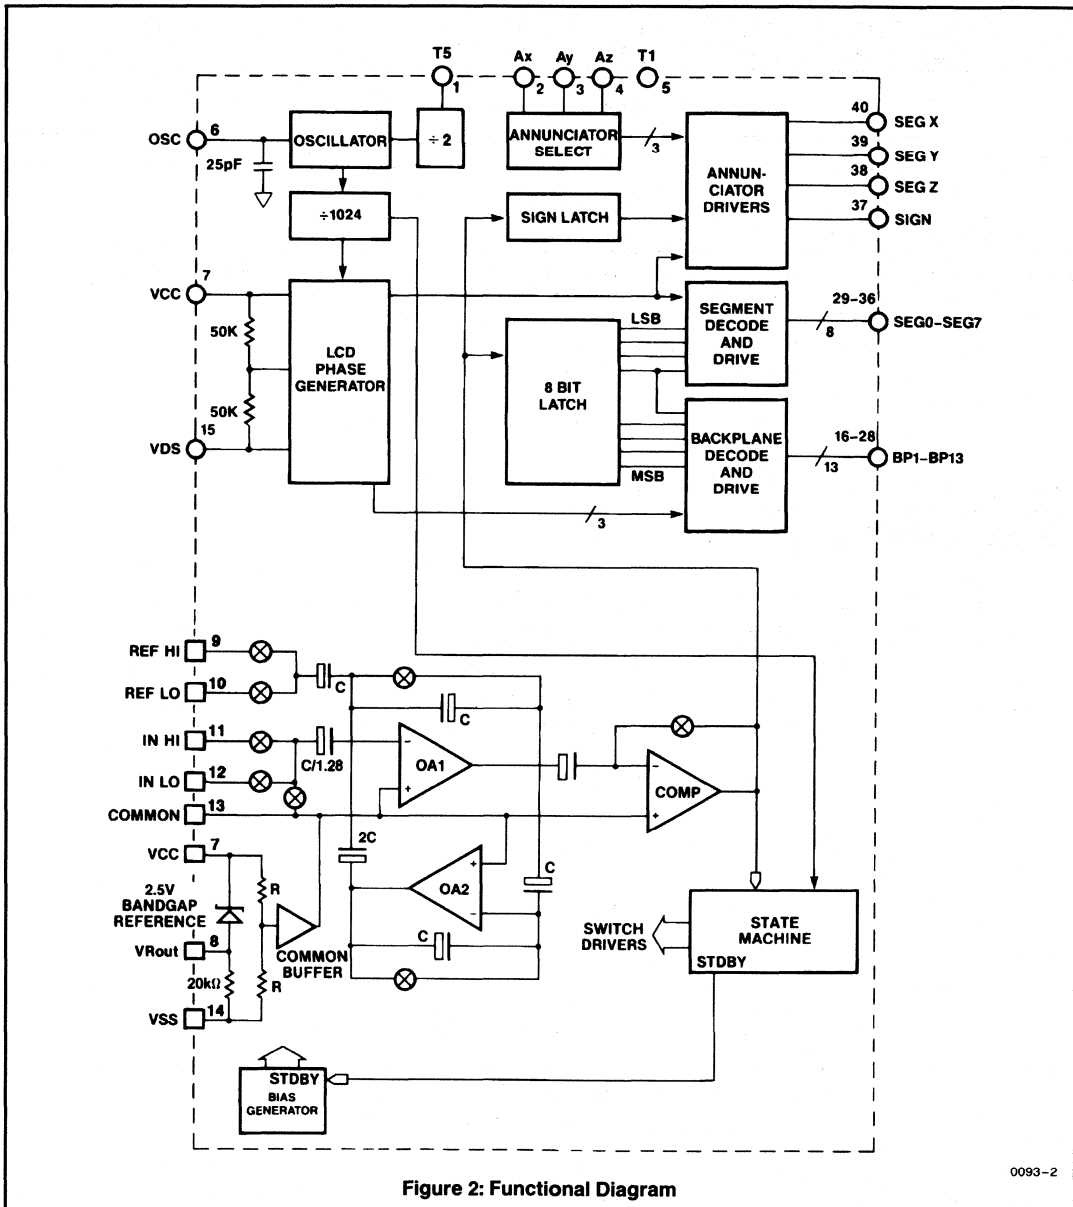 T5
1
Ax
2
Ay
3
Az
4
T1
5
OSC
6
25pF
OSCILLATOR
÷ 2
ANNUNCIATOR
SELECT
3
ANNUN-
CIATOR
DRIVERS
40
SEG X
39
SEG Y
38
SEG Z
37
SIGN
÷1024
SIGN LATCH
VCC
7
50K
50K
VDS
15
LCD
PHASE
GENERATOR
8 BIT
LATCH
LSB
MSB
SEGMENT
DECODE
AND
DRIVE
29-36
8
SEG0-SEG7
BACKPLANE
DECODE
AND
DRIVE
16-28
13
BP1-BP13
3
REF HI
9
REF LO
10
C
C
IN HI
11
C/1.28
OA1
-
+
IN LO
12
COMMON
13
COMP
-
+
VCC
7
2C
OA2
+
-
C
C
2.5V
BANDGAP
REFERENCE
R
R
COMMON
BUFFER
VRout
8
20kΩ
VSS
14
SWITCH
DRIVERS
STATE
MACHINE
STDBY
STDBY
BIAS
GENERATOR
0093-2
Figure 2: Functional Diagram